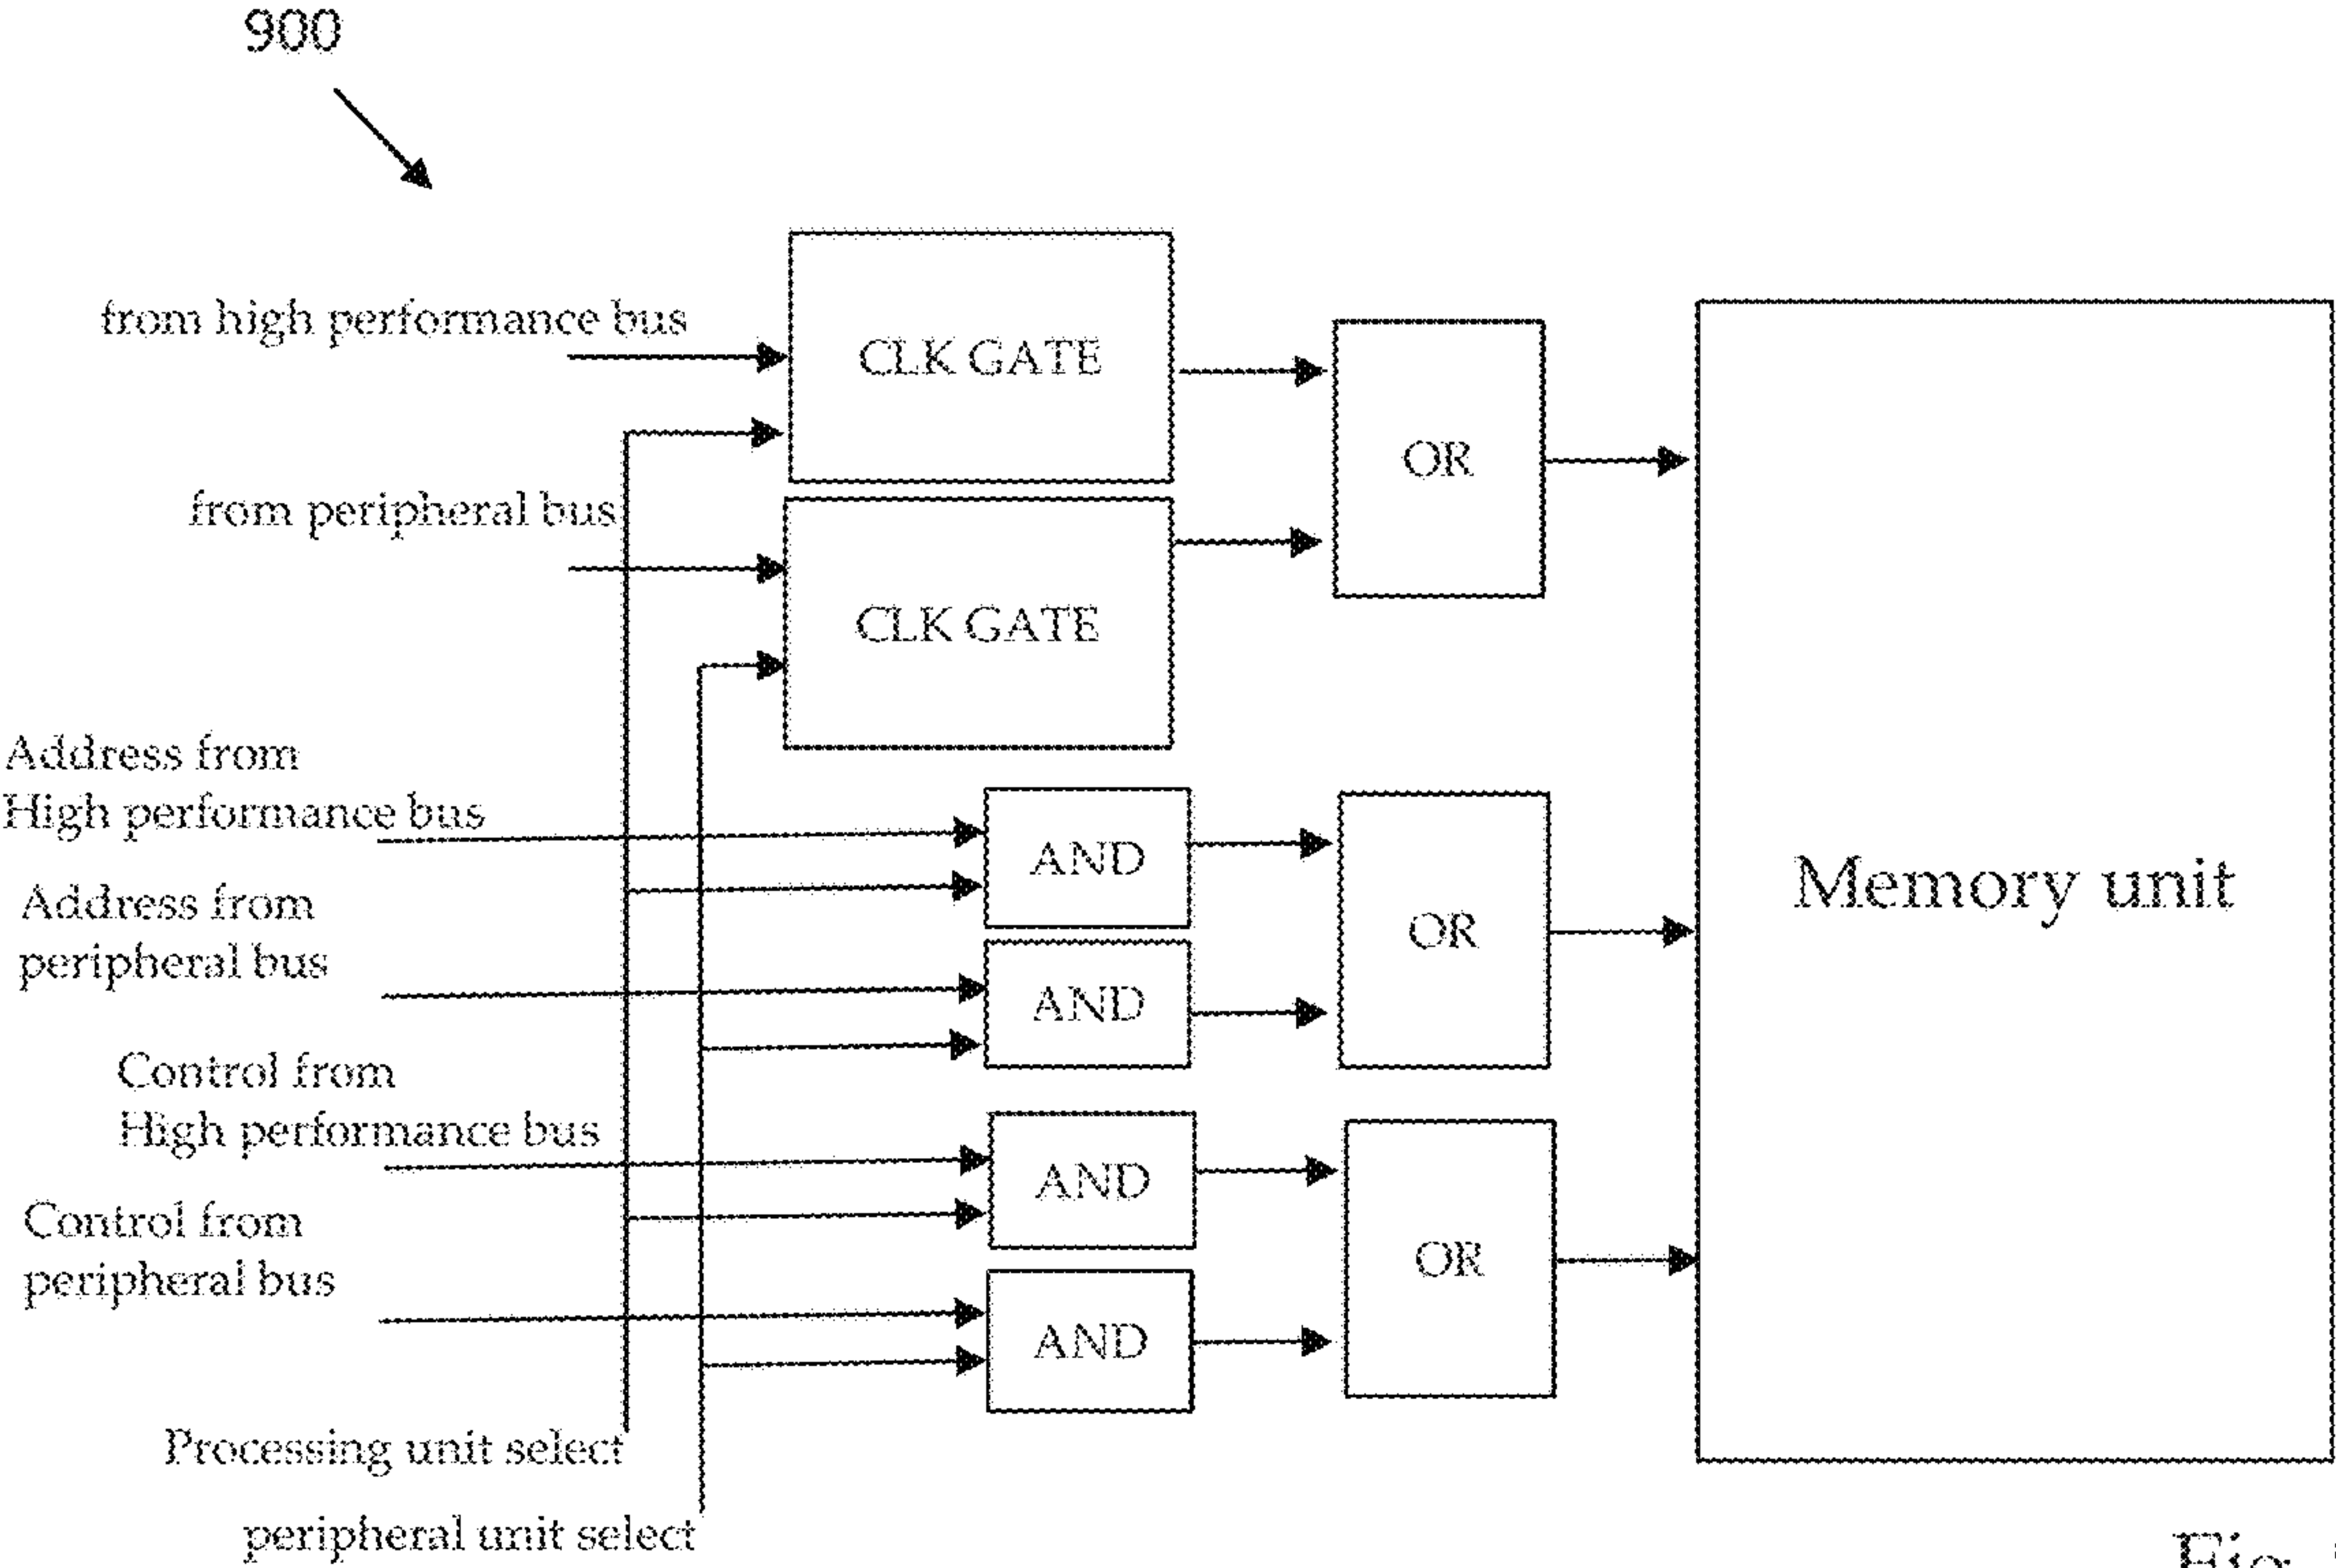 900
from high performance bus
CLK GATE
OR
from peripheral bus
CLK GATE
Address from
High performance bus
AND
OR
Memory unit
Address from
peripheral bus
AND
Control from
High performance bus
AND
OR
Control from
peripheral bus
AND
Processing unit select
peripheral unit select